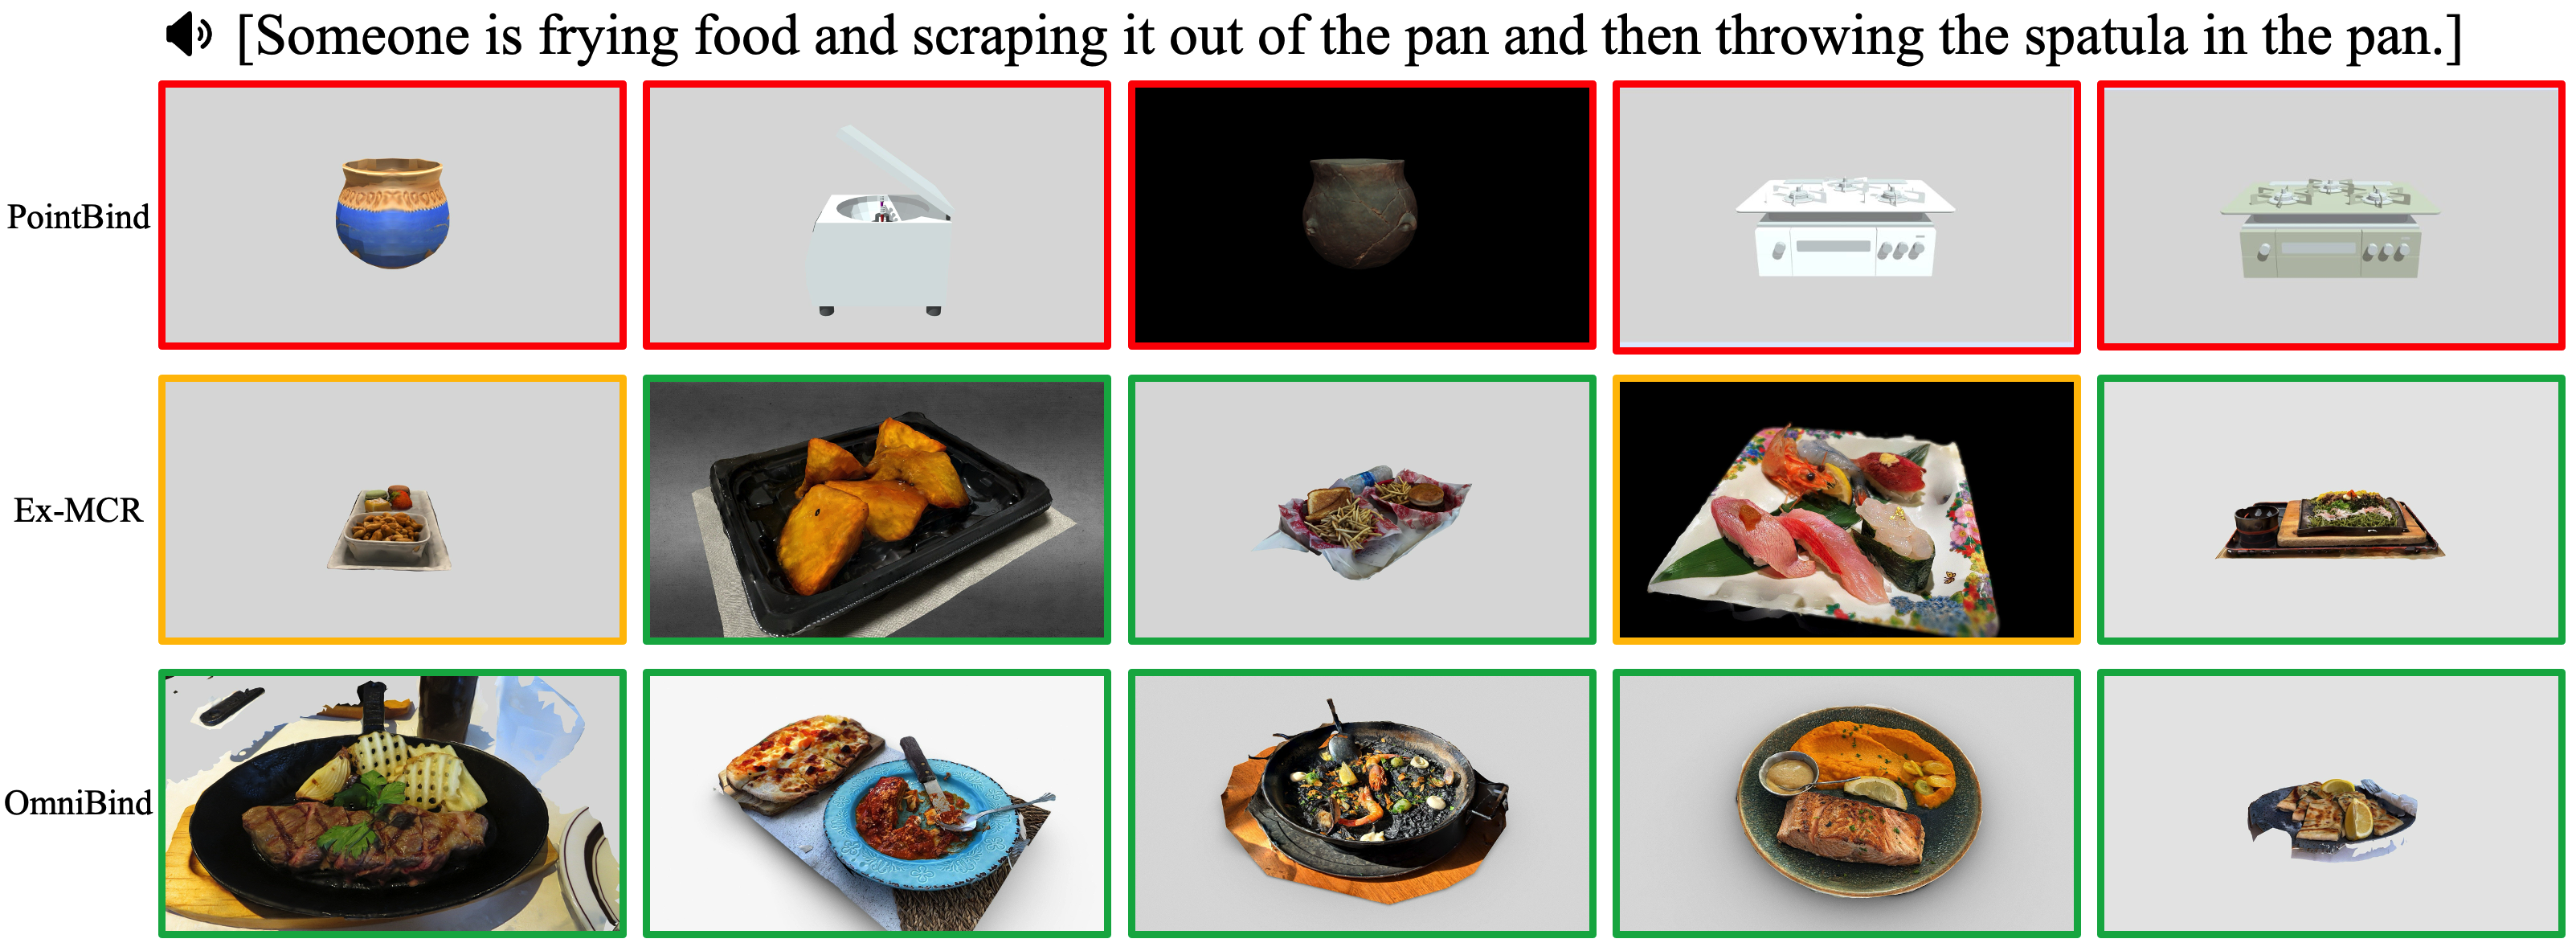 [Someone is frying food and scraping it out of the pan and then throwing the spatula in the pan.]
PointBind
Ex-MCR
OmniBind